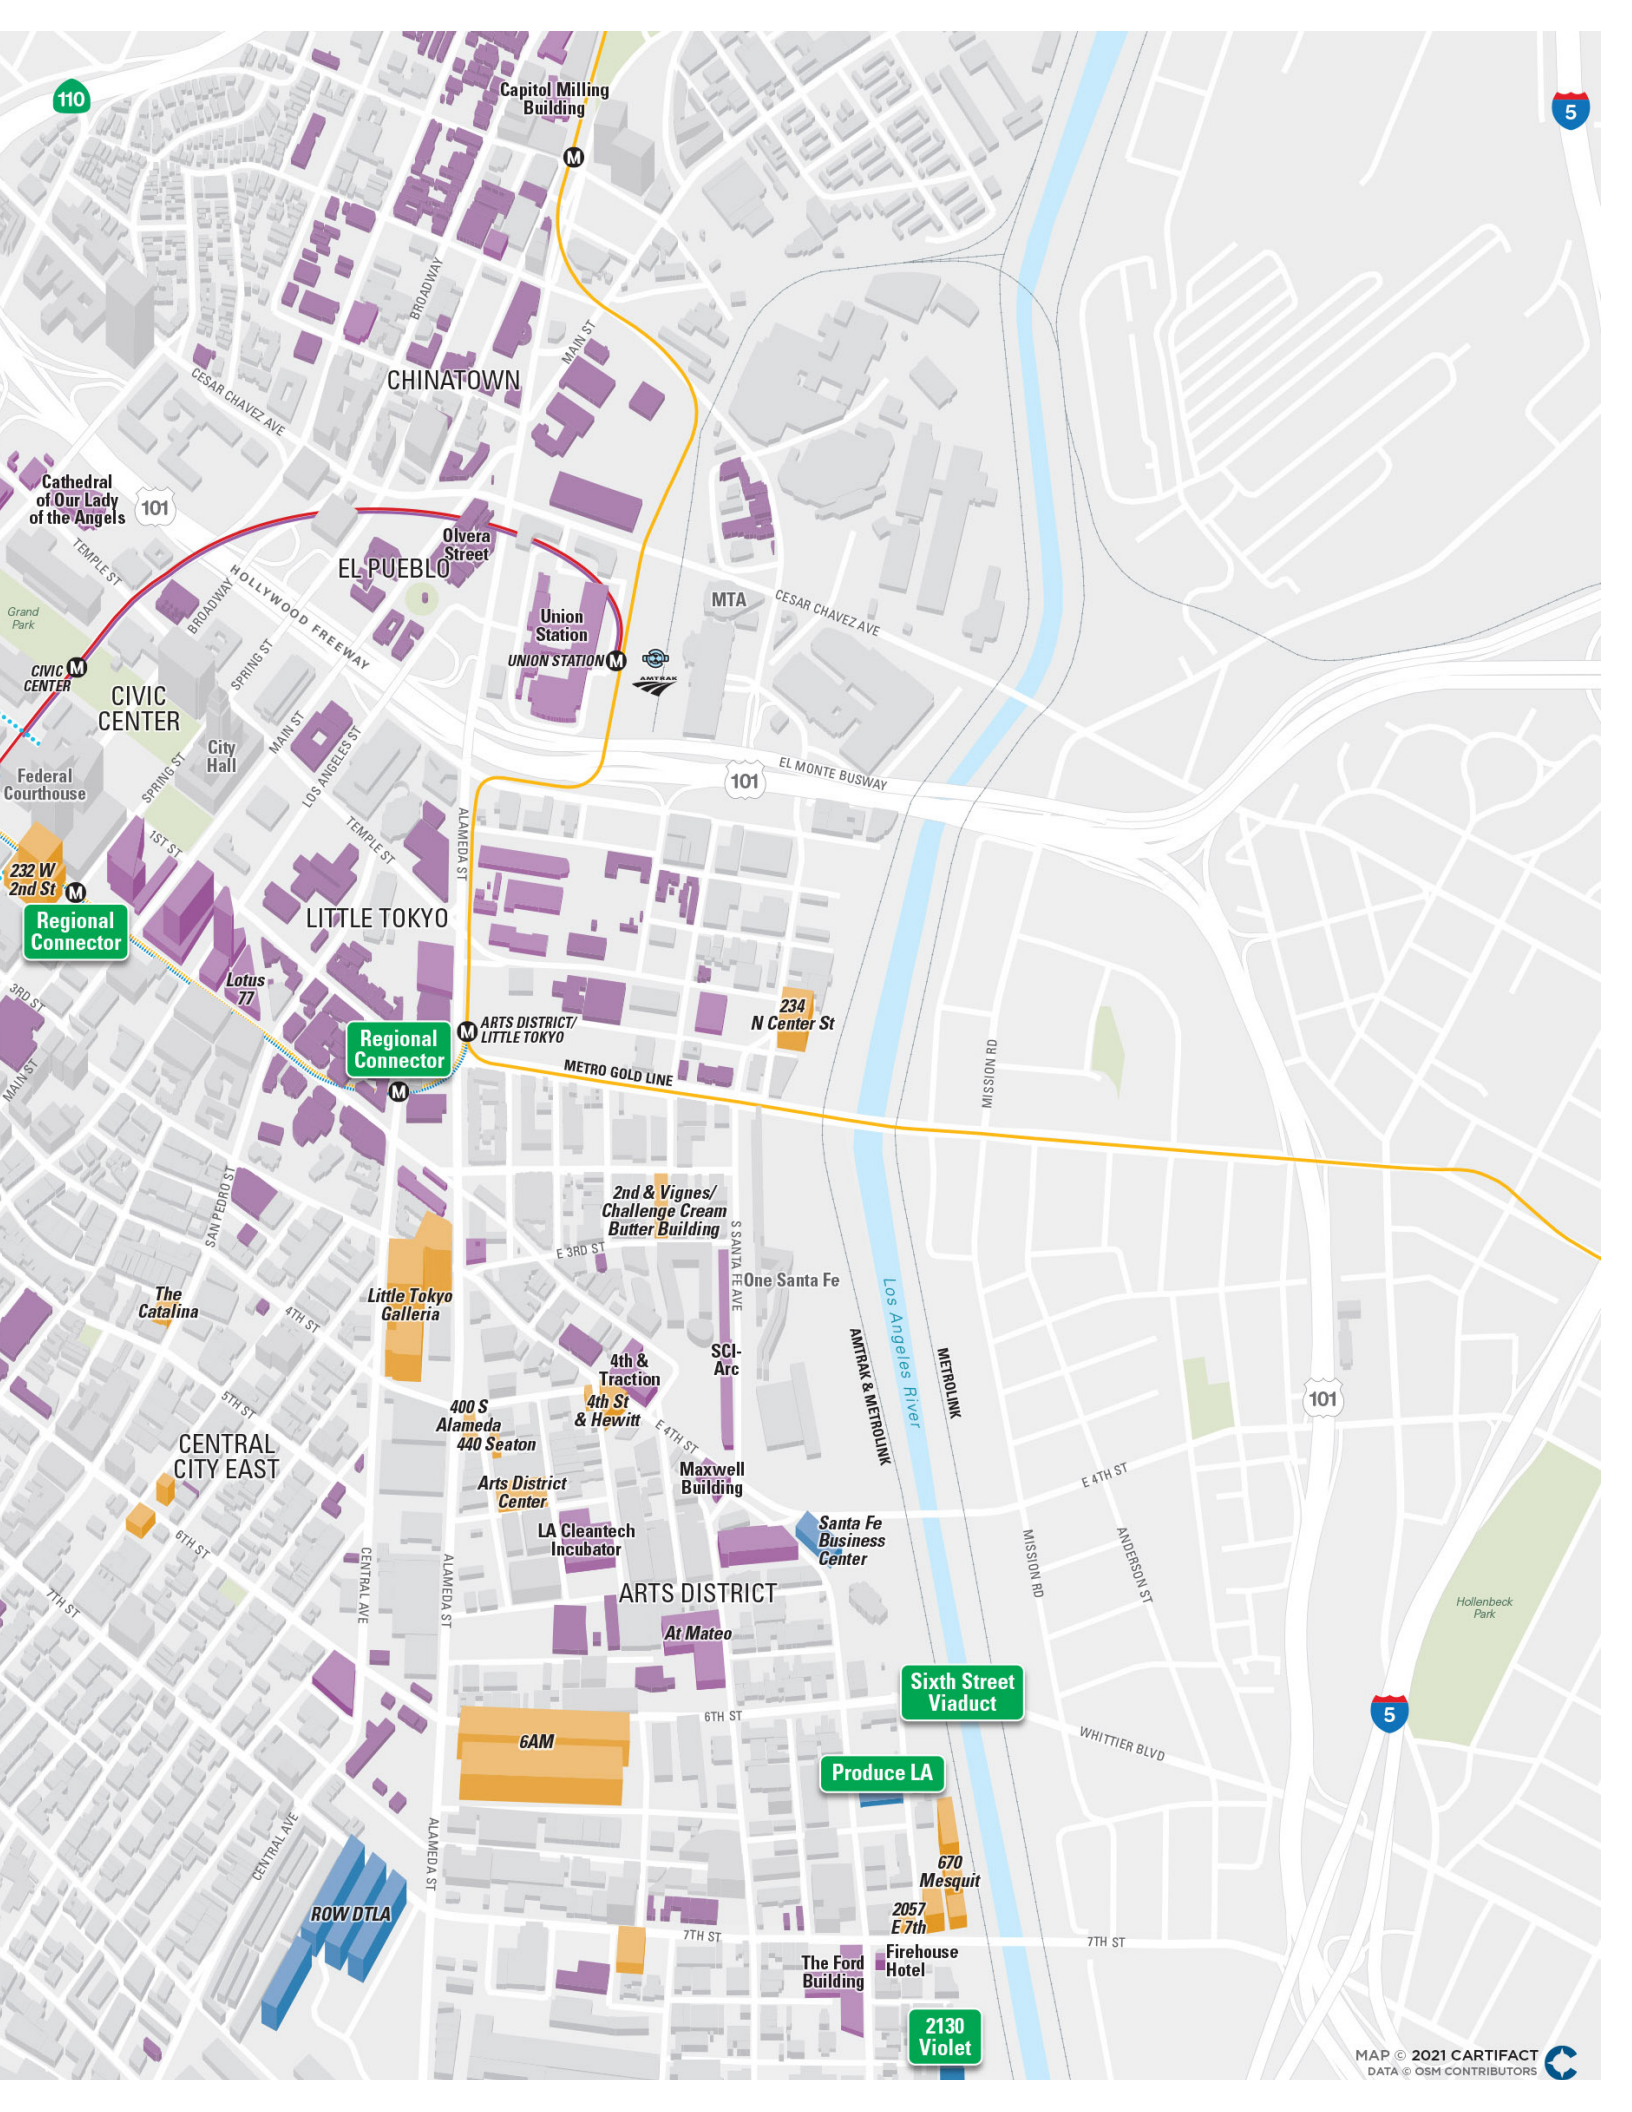 110
5
Capitol Milling
Building
M
BROADWAY
MAIN ST
CHINATOWN
CESAR CHAVEZ AVE
Cathedral
of Our Lady
of the Angels
101
TEMPLE ST
Olvera
Street
EL PUEBLO
HOLLYWOOD FREEWAY
BROADWAY
Grand
Park
Union
Station
UNION STATION M
AMTRAK
MTA
CESAR CHAVEZ AVE
SPRING ST
CIVIC
CENTER
M
CIVIC
CENTER
MAIN ST
LOS ANGELES ST
City
Hall
SPRING ST
Federal
Courthouse
101
EL MONTE BUSWAY
ALAMEDA ST
TEMPLE ST
1ST ST
232 W
2nd St
M
Regional
Connector
LITTLE TOKYO
Lotus
77
3RD ST
MAIN ST
234
N Center St
M
ARTS DISTRICT/
LITTLE TOKYO
Regional
Connector
M
METRO GOLD LINE
MISSION RD
SAN PEDRO ST
2nd & Vignes/
Challenge Cream
Butter Building
E 3RD ST
S SANTA FE AVE
One Santa Fe
The
Catalina
4TH ST
Little Tokyo
Galleria
Los Angeles River
AMTRAK & METROLINK
METROLINK
SCI-
Arc
4th &
Traction
4th St
& Hewitt
5TH ST
400 S
Alameda
440 Seaton
E 4TH ST
101
CENTRAL
CITY EAST
Arts District
Center
Maxwell
Building
E 4TH ST
LA Cleantech
Incubator
Santa Fe
Business
Center
6TH ST
CENTRAL AVE
ALAMEDA ST
MISSION RD
ANDERSON ST
7TH ST
ARTS DISTRICT
Hollenbeck
Park
At Mateo
Sixth Street
Viaduct
6TH ST
5
6AM
WHITTIER BLVD
Produce LA
CENTRAL AVE
ALAMEDA ST
670
Mesquit
ROW DTLA
2057
E 7th
7TH ST
7TH ST
The Ford
Building
Firehouse
Hotel
2130
Violet
MAP © 2021 CARTIFACT
DATA © OSM CONTRIBUTORS